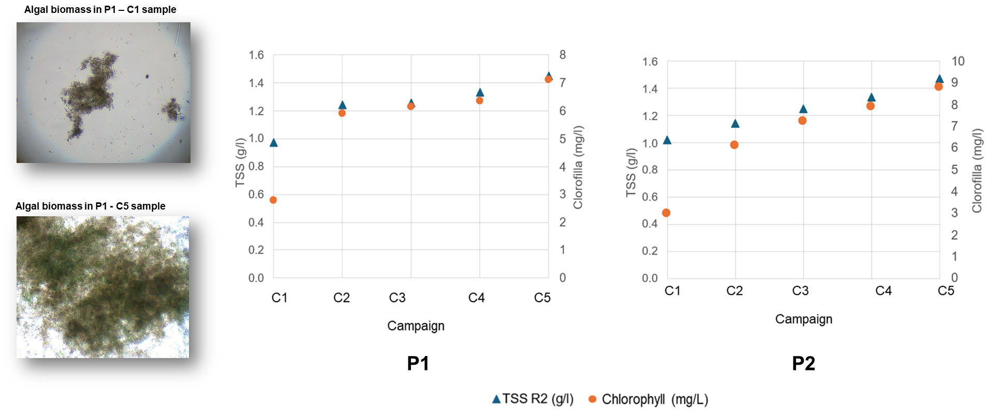 Algal biomass in P1 – C1 sample
Algal biomass in P1 - C5 sample
TSS (g/l)
1.6
1.4
1.2
1.0
0.8
0.6
0.4
0.2
0.0
8
7
6
5
4
3
2
1
0
Clorofilla (mg/l)
C1 C2 C3 C4 C5
Campaign
P1
TSS (g/l)
1.6
1.4
1.2
1.0
0.8
0.6
0.4
0.2
0.0
10
9
8
7
6
5
4
3
2
1
0
Clorofilla (mg/l)
C1 C2 C3 C4 C5
Campaign
P2
TSS R2 (g/l) Chlorophyll (mg/L)